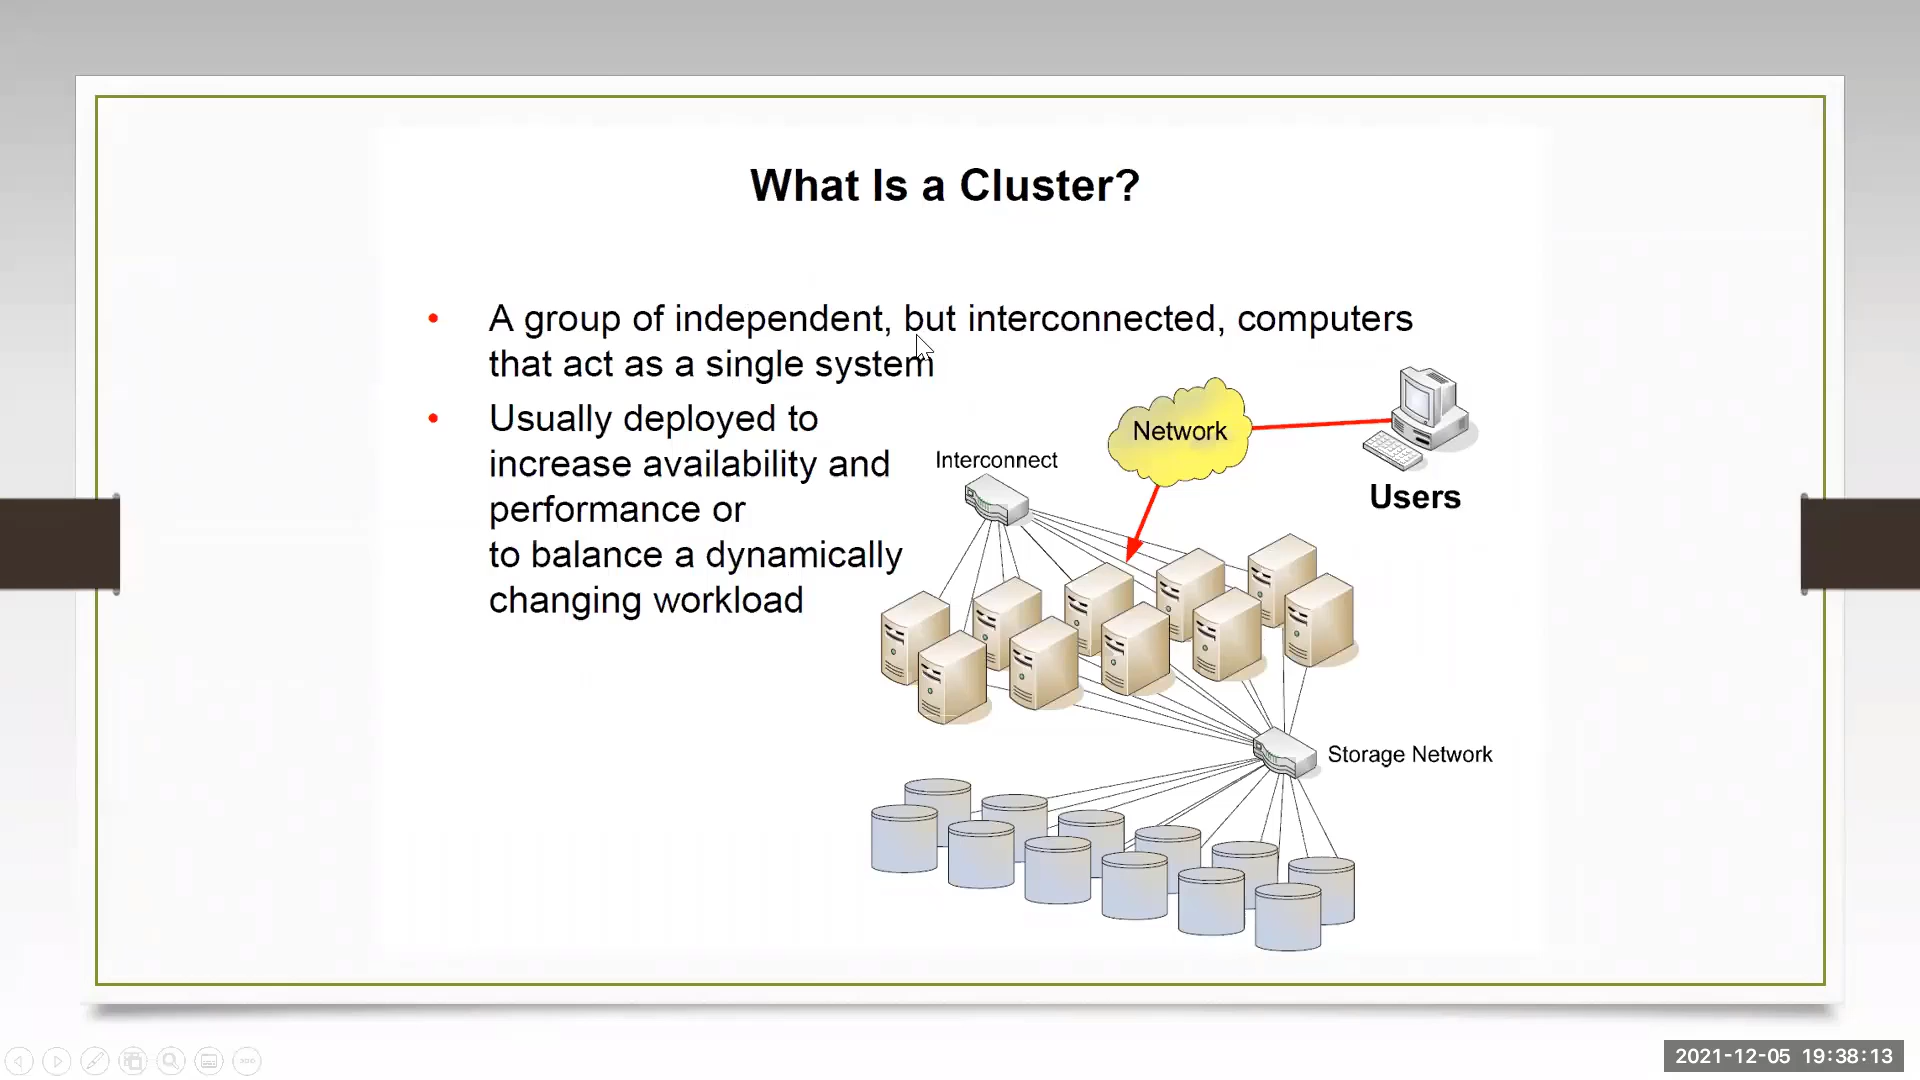 What Is a Cluster?
• A group of independent, but interconnected, computers
that act as a single system
• Usually deployed to
increase availability and
performance or
to balance a dynamically
changing workload
Network
Interconnect
Users
Storage Network
2021-12-05 19:38:13